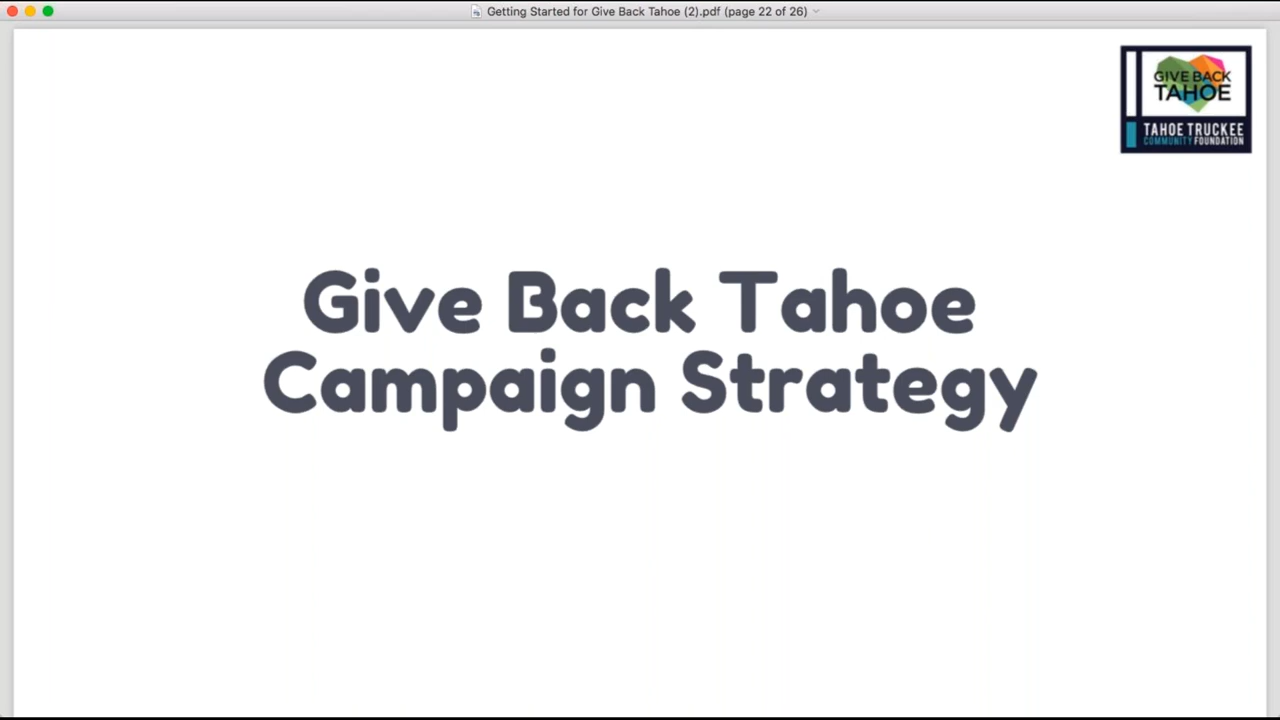 Getting Started for Give Back Tahoe (2).pdf (page 22 of 26)
GIVE BACK
TAHOE
TAHOE TRUCKEE
COMMUNITY FOUNDATION
Give Back Tahoe
Campaign Strategy